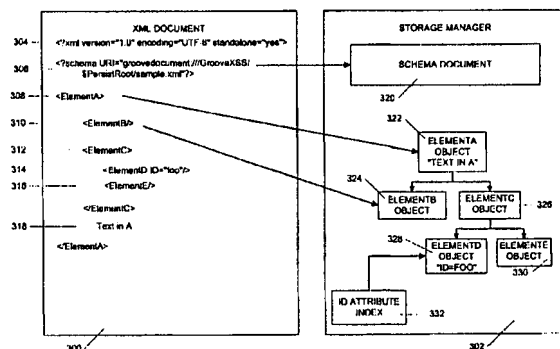 XML DOCUMENT
304
<?xml version="1.0" encoding="UTF-8" standalone="yes">
306
<?schema URI="groovedocument:///GrooveXSS/
$PersistRoot/sample.xml"?>
308
<ElementA>
310
<ElementB/>
312
<ElementC>
314
<ElementD ID="foo"/>
316
<ElementE/>
</ElementC>
318
Text in A
</ElementA>
300
STORAGE MANAGER
SCHEMA DOCUMENT
320
322
ELEMENTA
OBJECT
"TEXT IN A"
324
ELEMENTB
OBJECT
ELEMENTC
OBJECT
326
328
ELEMENTD
OBJECT
"ID=FOO"
ELEMENTE
OBJECT
330
ID ATTRIBUTE
INDEX
332
302